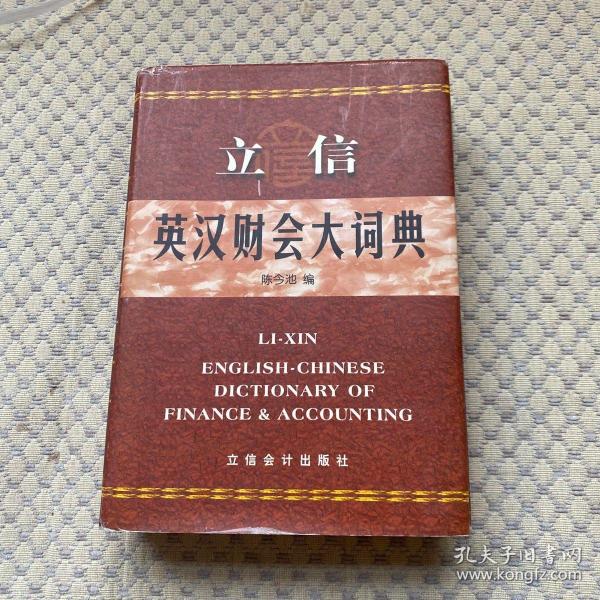 立信
英汉财会大词典
陈今池 编
LI-XIN
ENGLISH-CHINESE
DICTIONARY OF
FINANCE & ACCOUNTING
立信会计出版社
孔夫子旧书网
www.kongfz.com